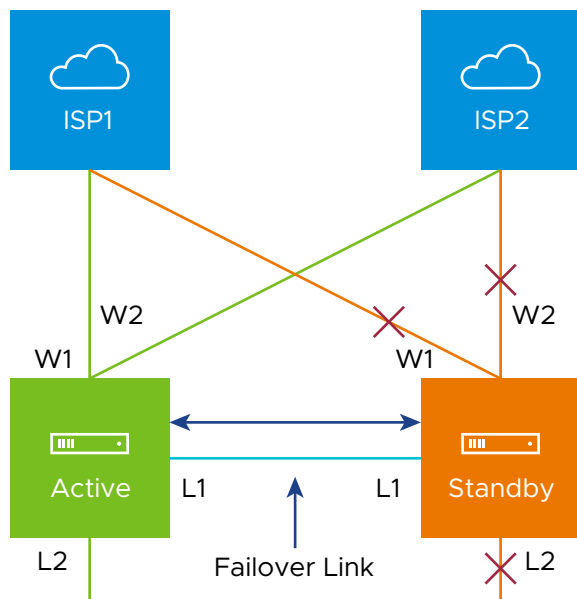 ISP1
ISP2
W2
W2
W1
W1
Active
L1
L1
Standby
L2
Failover Link
L2